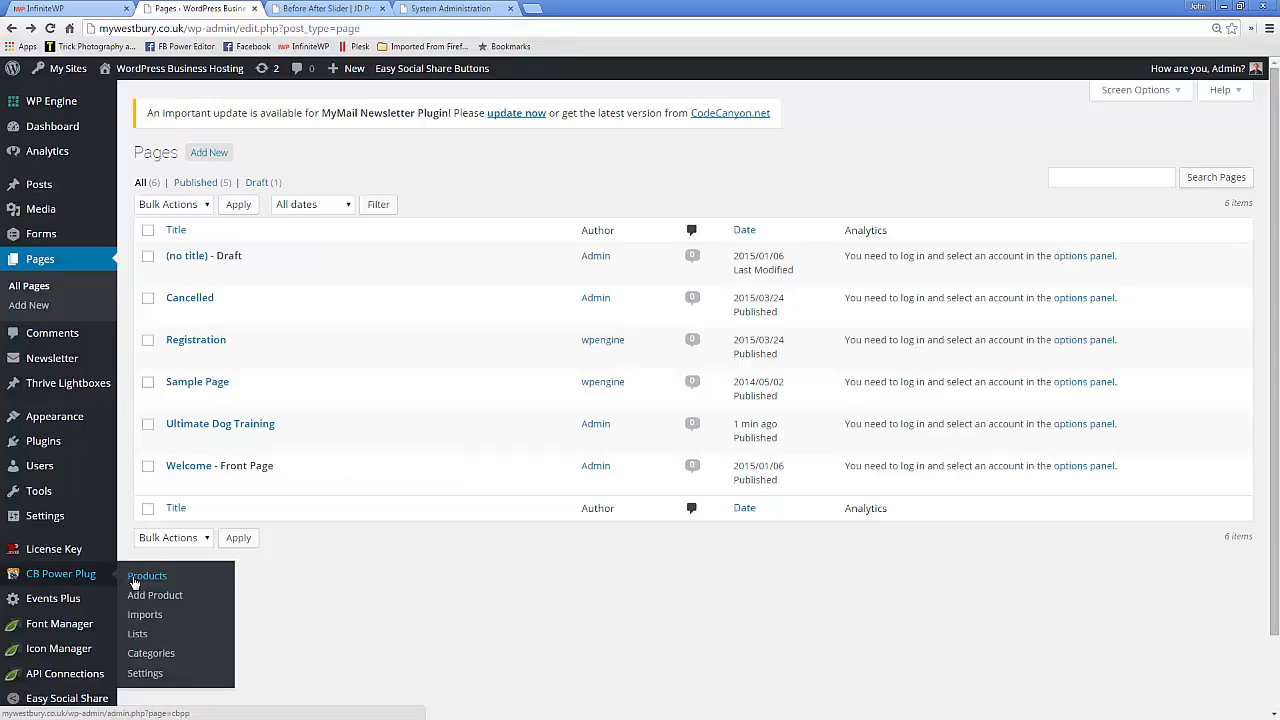 InfiniteWP
Pages ‹ WordPress Busine
Before After Slider | JD Pr
System Administration
John
mywestbury.co.uk/wp-admin/edit.php?post_type=page
Apps
Trick Photography a...
FB Power Editor
Facebook
InfiniteWP
Plesk
Imported From Firef...
Bookmarks
My Sites
WordPress Business Hosting
2
0
+ New
Easy Social Share Buttons
How are you, Admin?
Screen Options
Help
An important update is available for MyMail Newsletter Plugin! Please update now or get the latest version from CodeCanyon.net
Pages
Add New
All (6) | Published (5) | Draft (1)
Search Pages
Bulk Actions
Apply
All dates
Filter
6 items
Title
Author
Date
Analytics
(no title) - Draft
Admin
0
2015/01/06
Last Modified
You need to log in and select an account in the options panel.
Cancelled
Admin
0
2015/03/24
Published
You need to log in and select an account in the options panel.
Registration
wpengine
0
2015/03/24
Published
You need to log in and select an account in the options panel.
Sample Page
wpengine
0
2014/05/02
Published
You need to log in and select an account in the options panel.
Ultimate Dog Training
Admin
0
1 min ago
Published
You need to log in and select an account in the options panel.
Welcome - Front Page
Admin
0
2015/01/06
Published
You need to log in and select an account in the options panel.
Title
Author
Date
Analytics
Bulk Actions
Apply
6 items
WP Engine
Dashboard
Analytics
Posts
Media
Forms
Pages
All Pages
Add New
Comments
Newsletter
Thrive Lightboxes
Appearance
Plugins
Users
Tools
Settings
License Key
CB Power Plug
Events Plus
Font Manager
Icon Manager
API Connections
Easy Social Share
Products
Add Product
Imports
Lists
Categories
Settings
mywestbury.co.uk/wp-admin/admin.php?page=cbpp